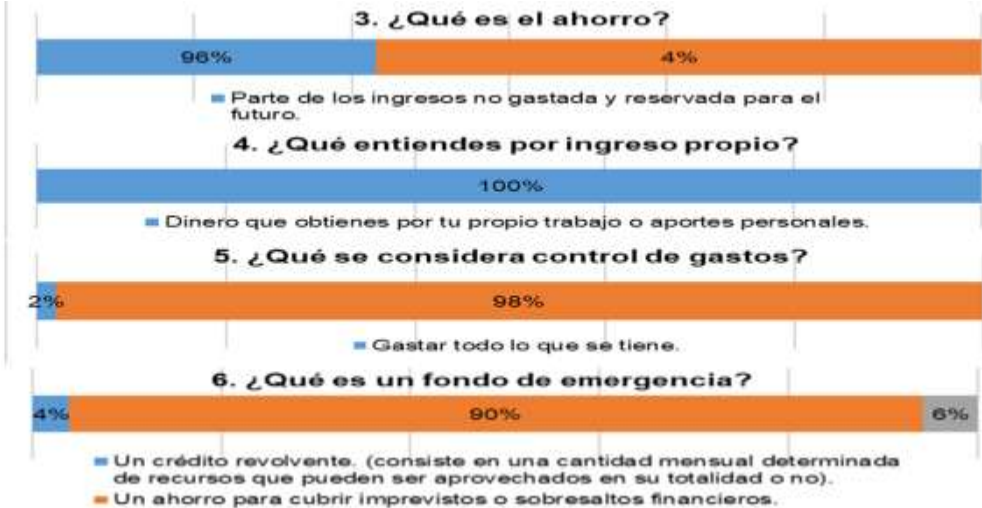 3. ¿Qué es el ahorro?
96% 4%
Parte de los ingresos no gastada y reservada para el
futuro.
4. ¿Qué entiendes por ingreso propio?
100%
Dinero que obtienes por tu propio trabajo o aportes personales.
5. ¿Qué se considera control de gastos?
2% 98%
Gastar todo lo que se tiene.
6. ¿Qué es un fondo de emergencia?
4% 90% 6%
Un crédito revolvente. (consiste en una cantidad mensual determinada
de recursos que pueden ser aprovechados en su totalidad o no).
Un ahorro para cubrir imprevistos o sobresaltos financieros.